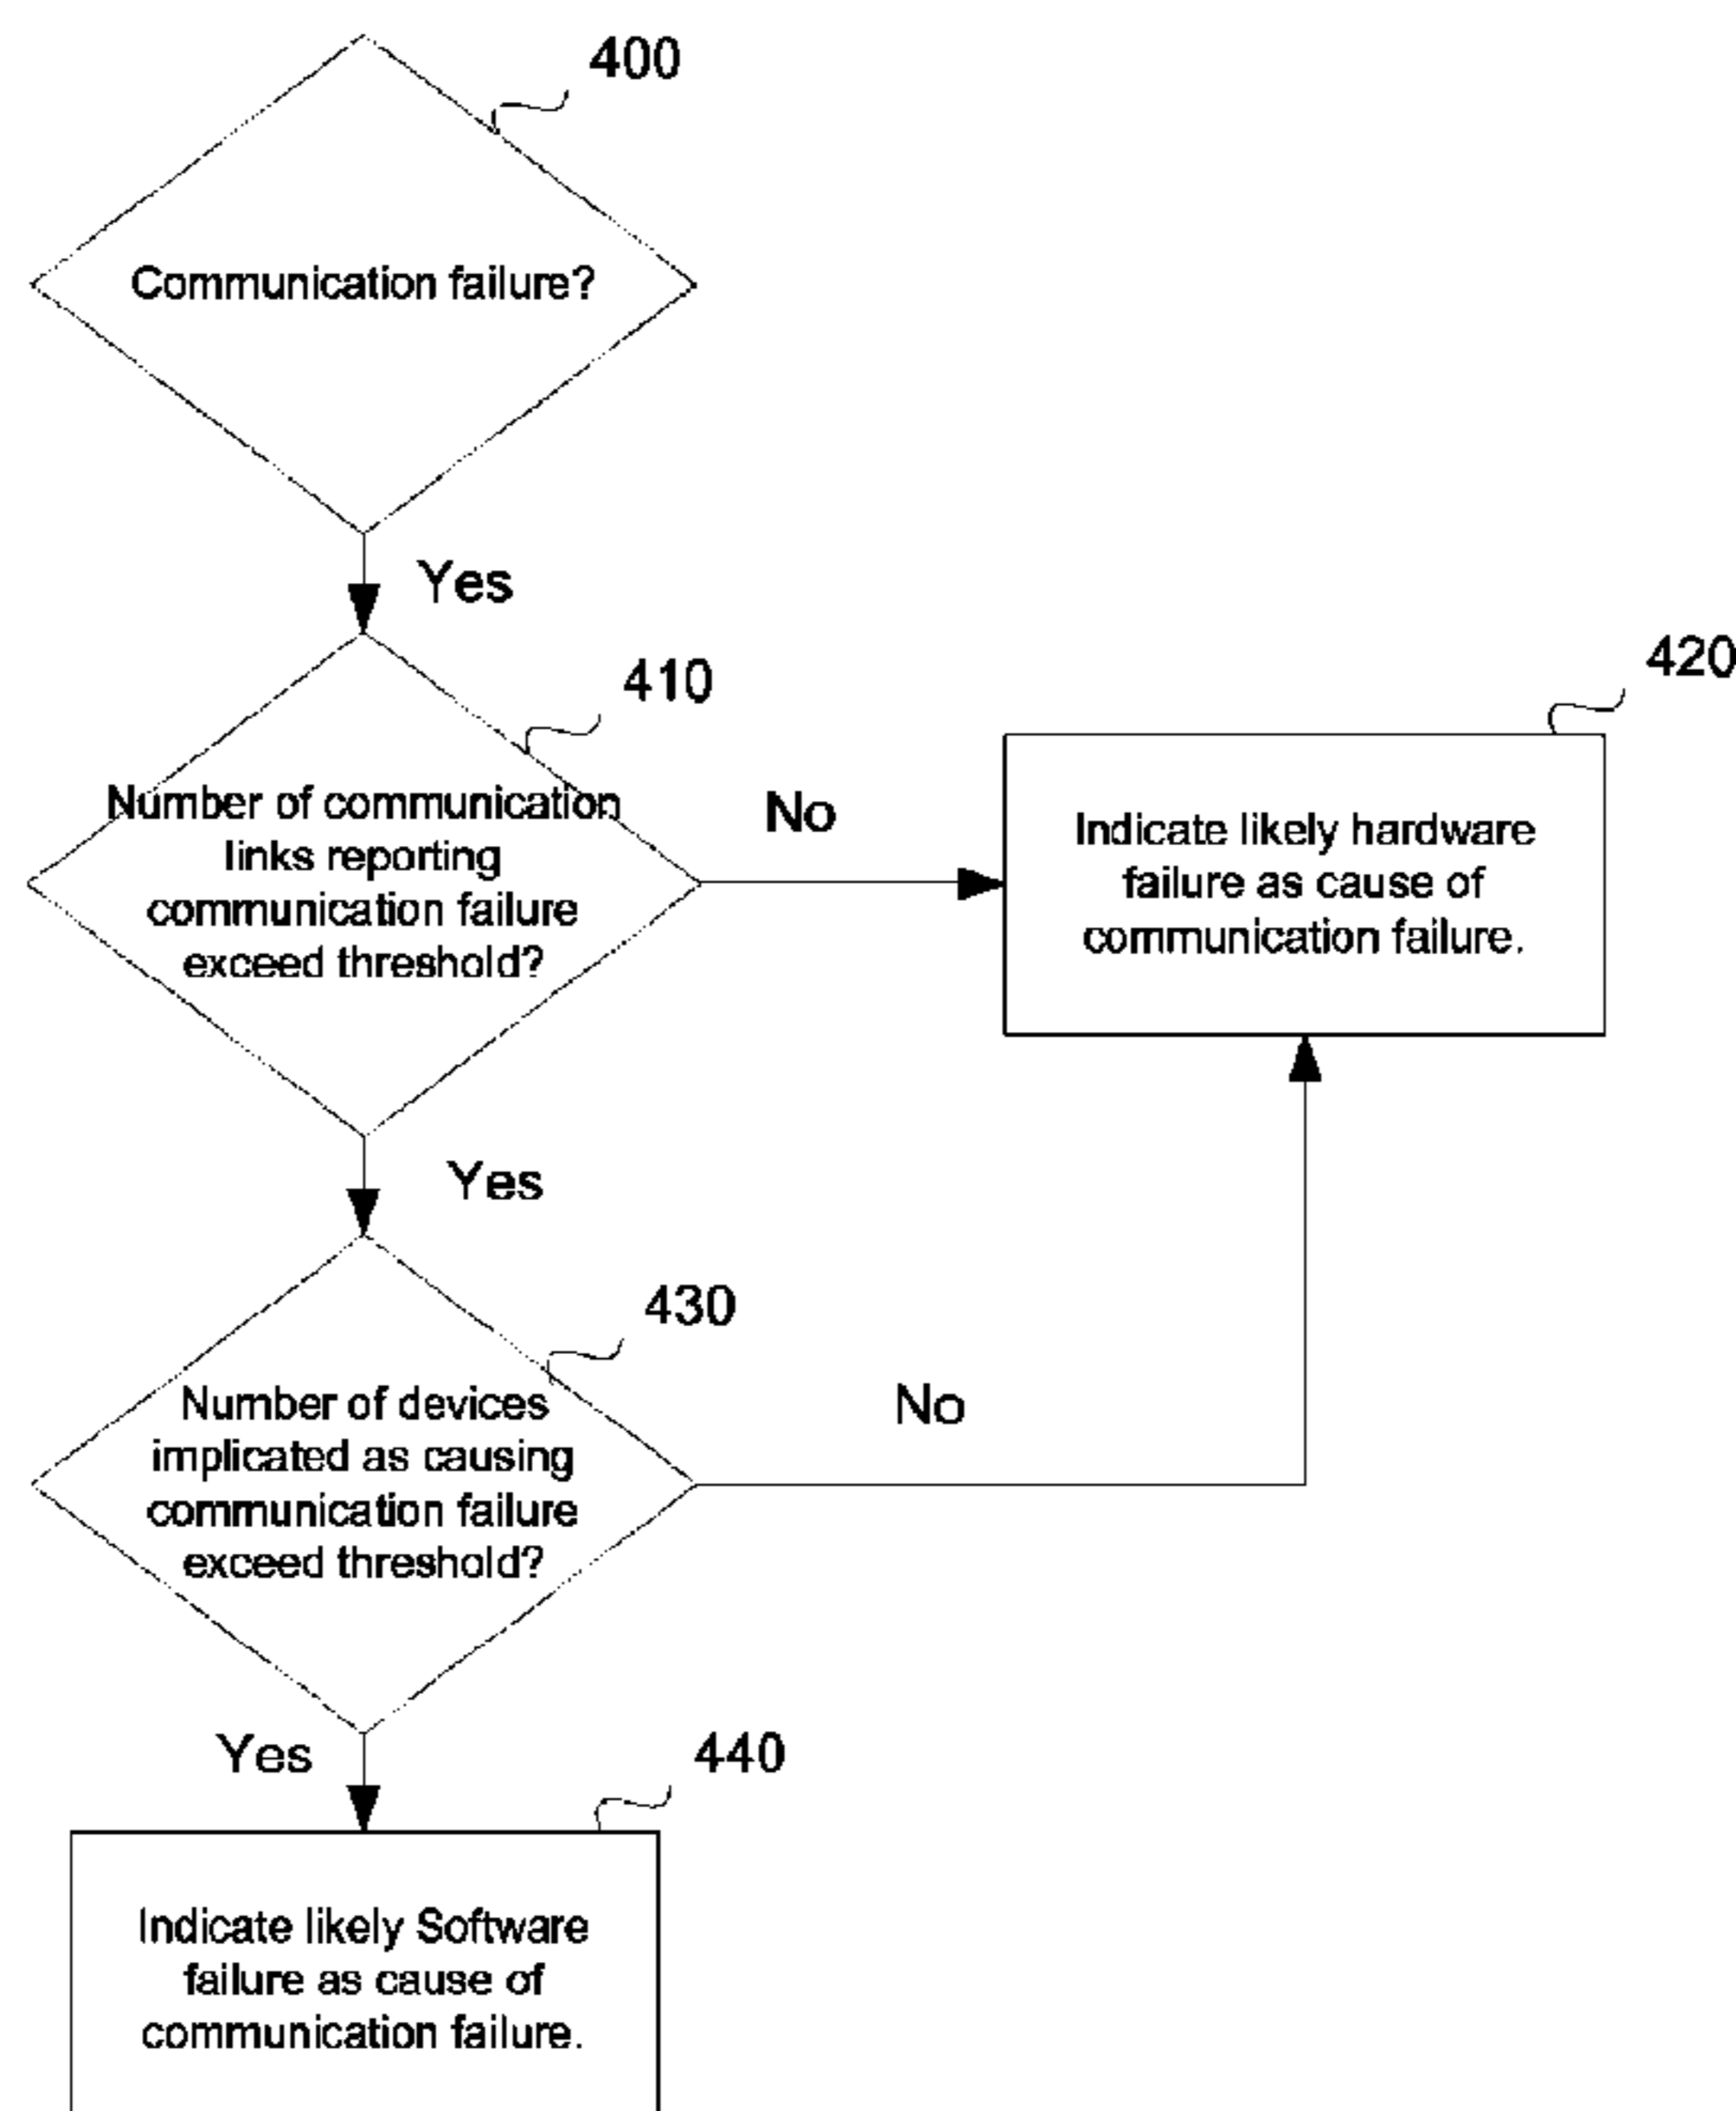 400
Communication failure?
Yes
410
420
Number of communication
links reporting
communication failure
exceed threshold?
No
Indicate likely hardware
failure as cause of
communication failure.
Yes
430
Number of devices
implicated as causing
communication failure
exceed threshold?
No
Yes
440
Indicate likely Software
failure as cause of
communication failure.